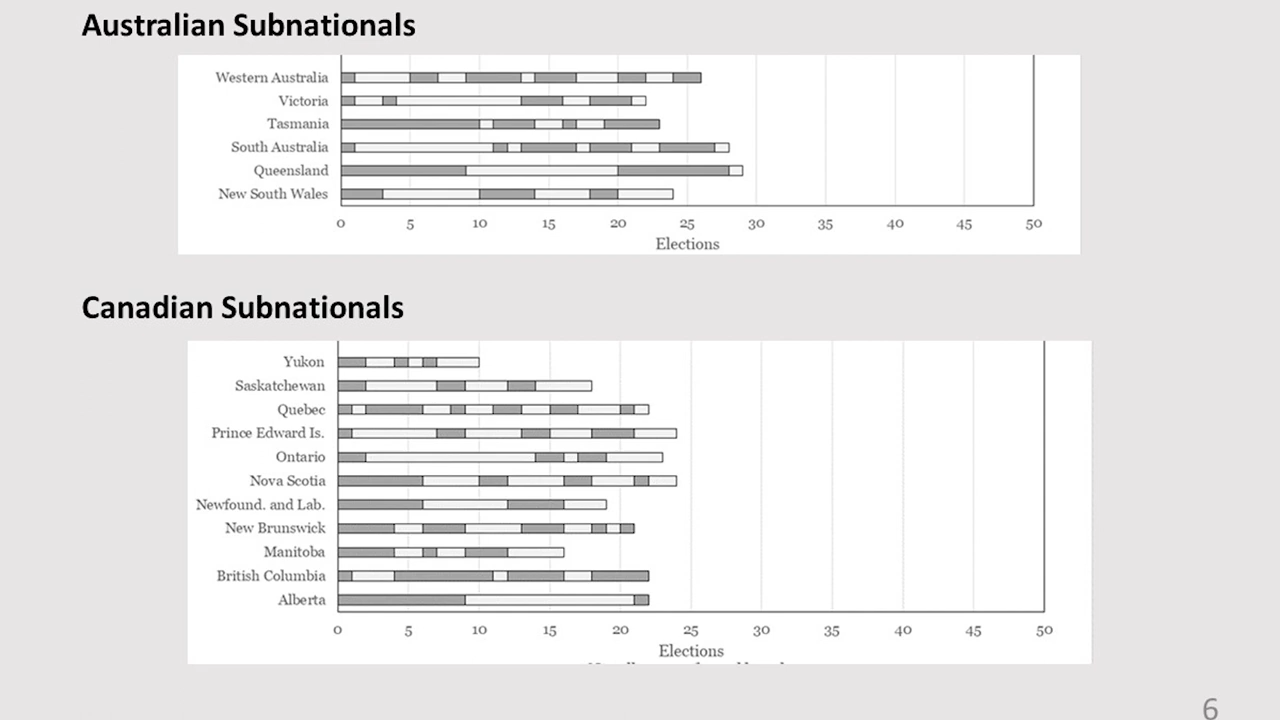 Australian Subnationals
Western Australia
Victoria
Tasmania
South Australia
Queensland
New South Wales
0 5 10 15 20 25 30 35 40 45 50
Elections
Canadian Subnationals
Yukon
Saskatchewan
Quebec
Prince Edward Is.
Ontario
Nova Scotia
Newfound. and Lab.
New Brunswick
Manitoba
British Columbia
Alberta
0 5 10 15 20 25 30 35 40 45 50
Elections
6